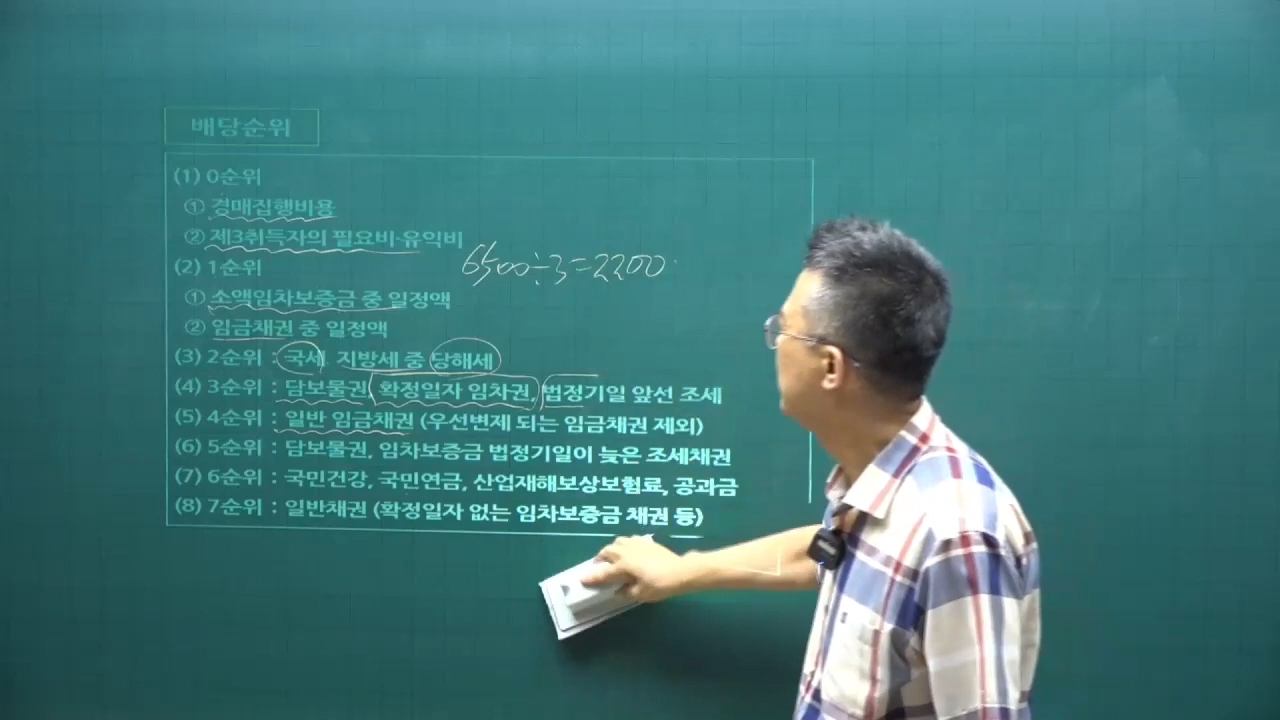 배당순위
(1) 0순위
① 경매집행비용
② 제3취득자의 필요비·유익비
6500÷3=2200
(2) 1순위
① 소액임차보증금 중 일정액
② 임금채권 중 일정액
(3) 2순위 : 국세 지방세 중 당해세
(4) 3순위 : 담보물권, 확정일자 임차권, 법정기일 앞선 조세
(5) 4순위 : 일반 임금채권 (우선변제 되는 임금채권 제외)
(6) 5순위 : 담보물권, 임차보증금 법정기일이 늦은 조세채권
(7) 6순위 : 국민건강, 국민연금, 산업재해보상보험료, 공과금
(8) 7순위 : 일반채권 (확정일자 없는 임차보증금 채권 등)